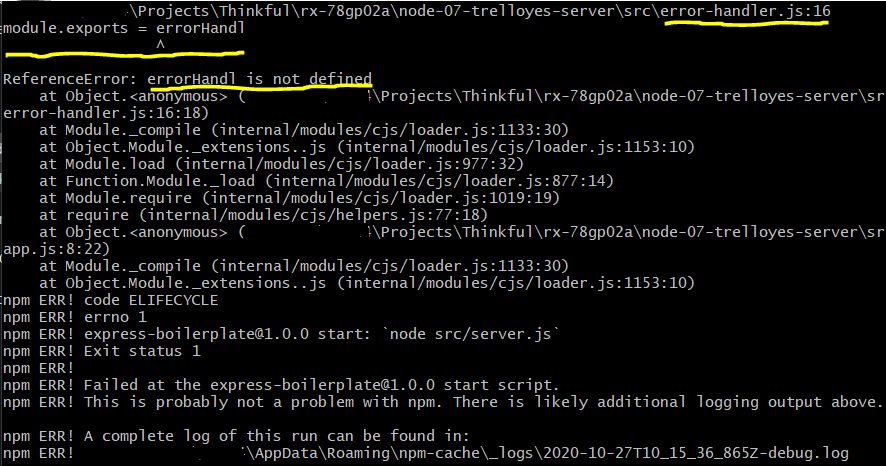 \Projects\Thinkful\rx-78gp02a\node-07-trelloyes-server\src\error-handler.js:16
module.exports = errorHandl
^
ReferenceError: errorHandl is not defined
at Object.<anonymous> ( \Projects\Thinkful\rx-78gp02a\node-07-trelloyes-server\sr
error-handler.js:16:18)
at Module._compile (internal/modules/cjs/loader.js:1133:30)
at Object.Module._extensions..js (internal/modules/cjs/loader.js:1153:10)
at Module.load (internal/modules/cjs/loader.js:977:32)
at Function.Module._load (internal/modules/cjs/loader.js:877:14)
at Module.require (internal/modules/cjs/loader.js:1019:19)
at require (internal/modules/cjs/helpers.js:77:18)
at Object.<anonymous> ( \Projects\Thinkful\rx-78gp02a\node-07-trelloyes-server\sr
app.js:8:22)
at Module._compile (internal/modules/cjs/loader.js:1133:30)
at Object.Module._extensions..js (internal/modules/cjs/loader.js:1153:10)
npm ERR! code ELIFECYCLE
npm ERR! errno 1
npm ERR! express-boilerplate@1.0.0 start: `node src/server.js`
npm ERR! Exit status 1
npm ERR!
npm ERR! Failed at the express-boilerplate@1.0.0 start script.
npm ERR! This is probably not a problem with npm. There is likely additional logging output above.
npm ERR! A complete log of this run can be found in:
npm ERR! \AppData\Roaming\npm-cache\_logs\2020-10-27T10_15_36_865Z-debug.log